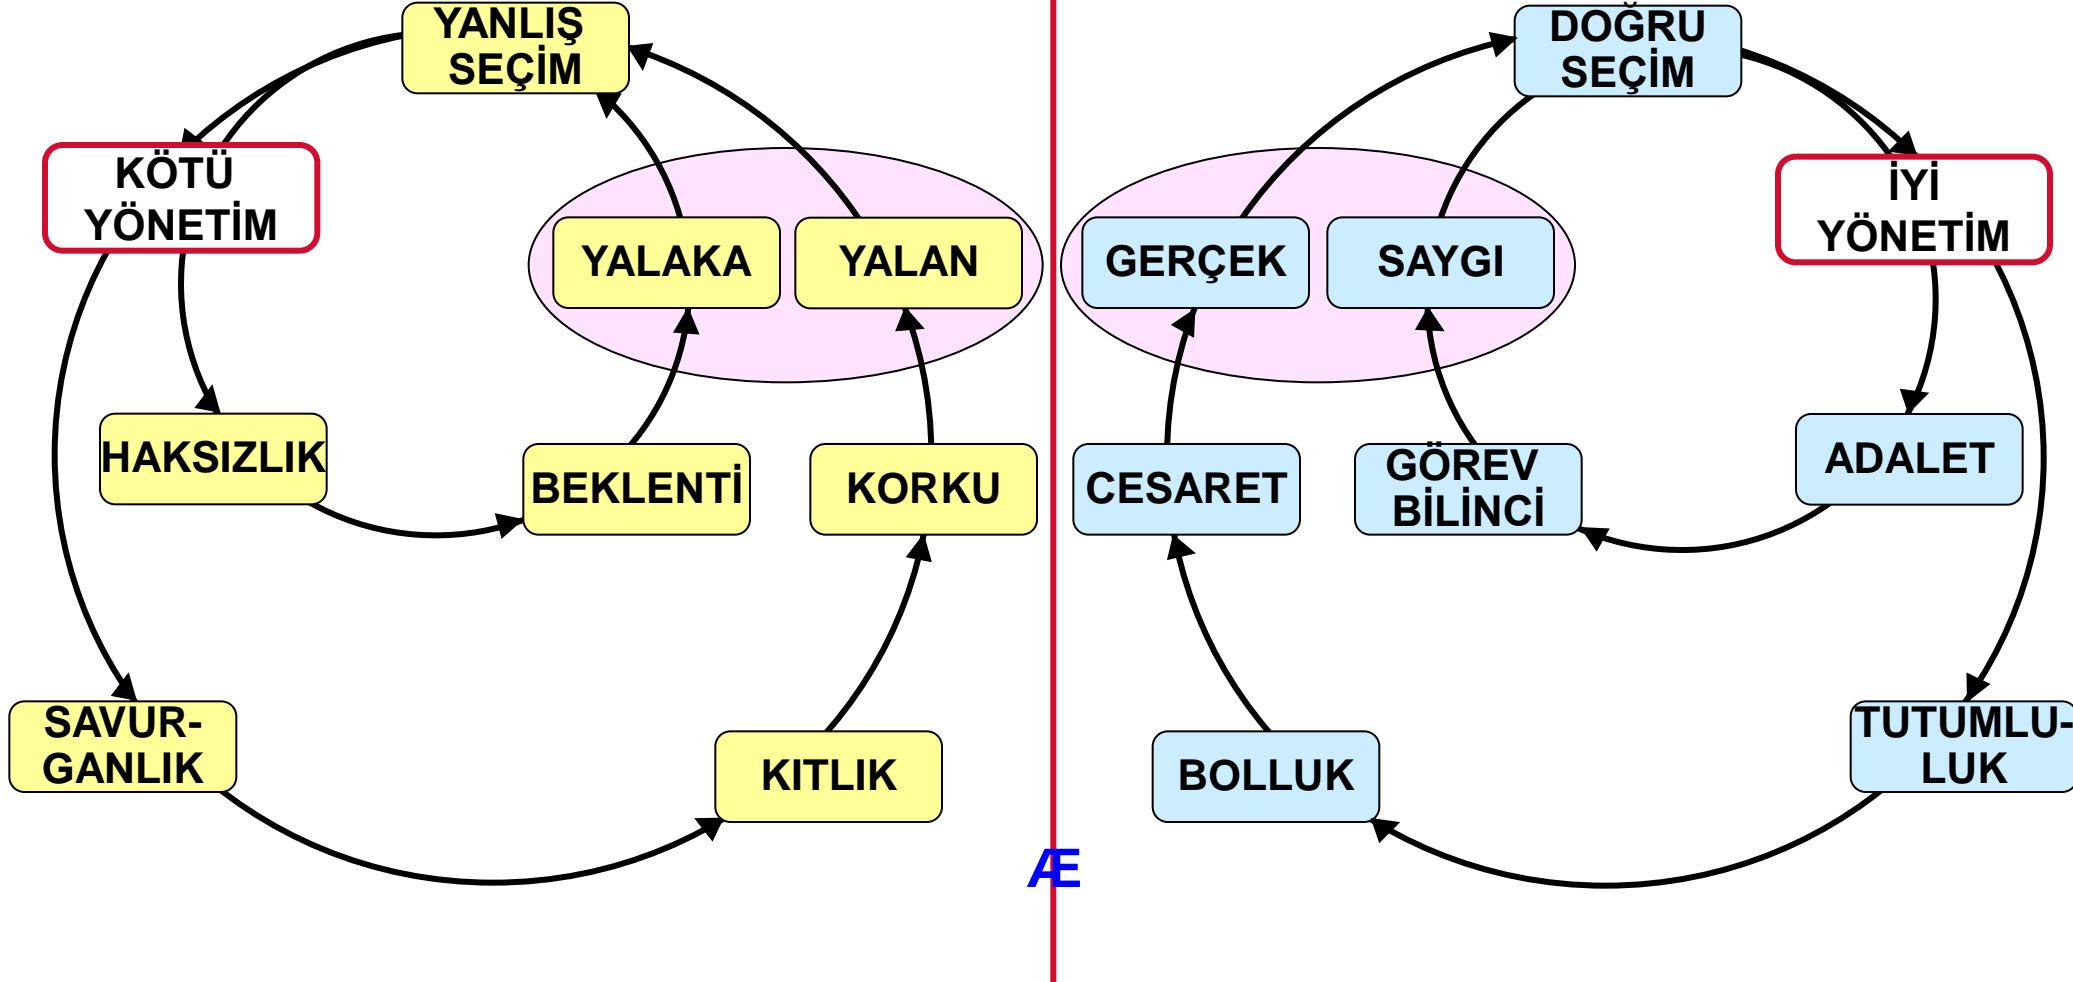 YANLIŞ
SEÇİM
KÖTÜ
YÖNETİM
YALAKA
YALAN
HAKSIZLIK
BEKLENTİ
KORKU
SAVUR-
GANLIK
KITLIK
DOĞRU
SEÇİM
İYİ
YÖNETİM
GERÇEK
SAYGI
CESARET
GÖREV
BİLİNCİ
ADALET
BOLLUK
TUTUMLU-
LUK
Æ